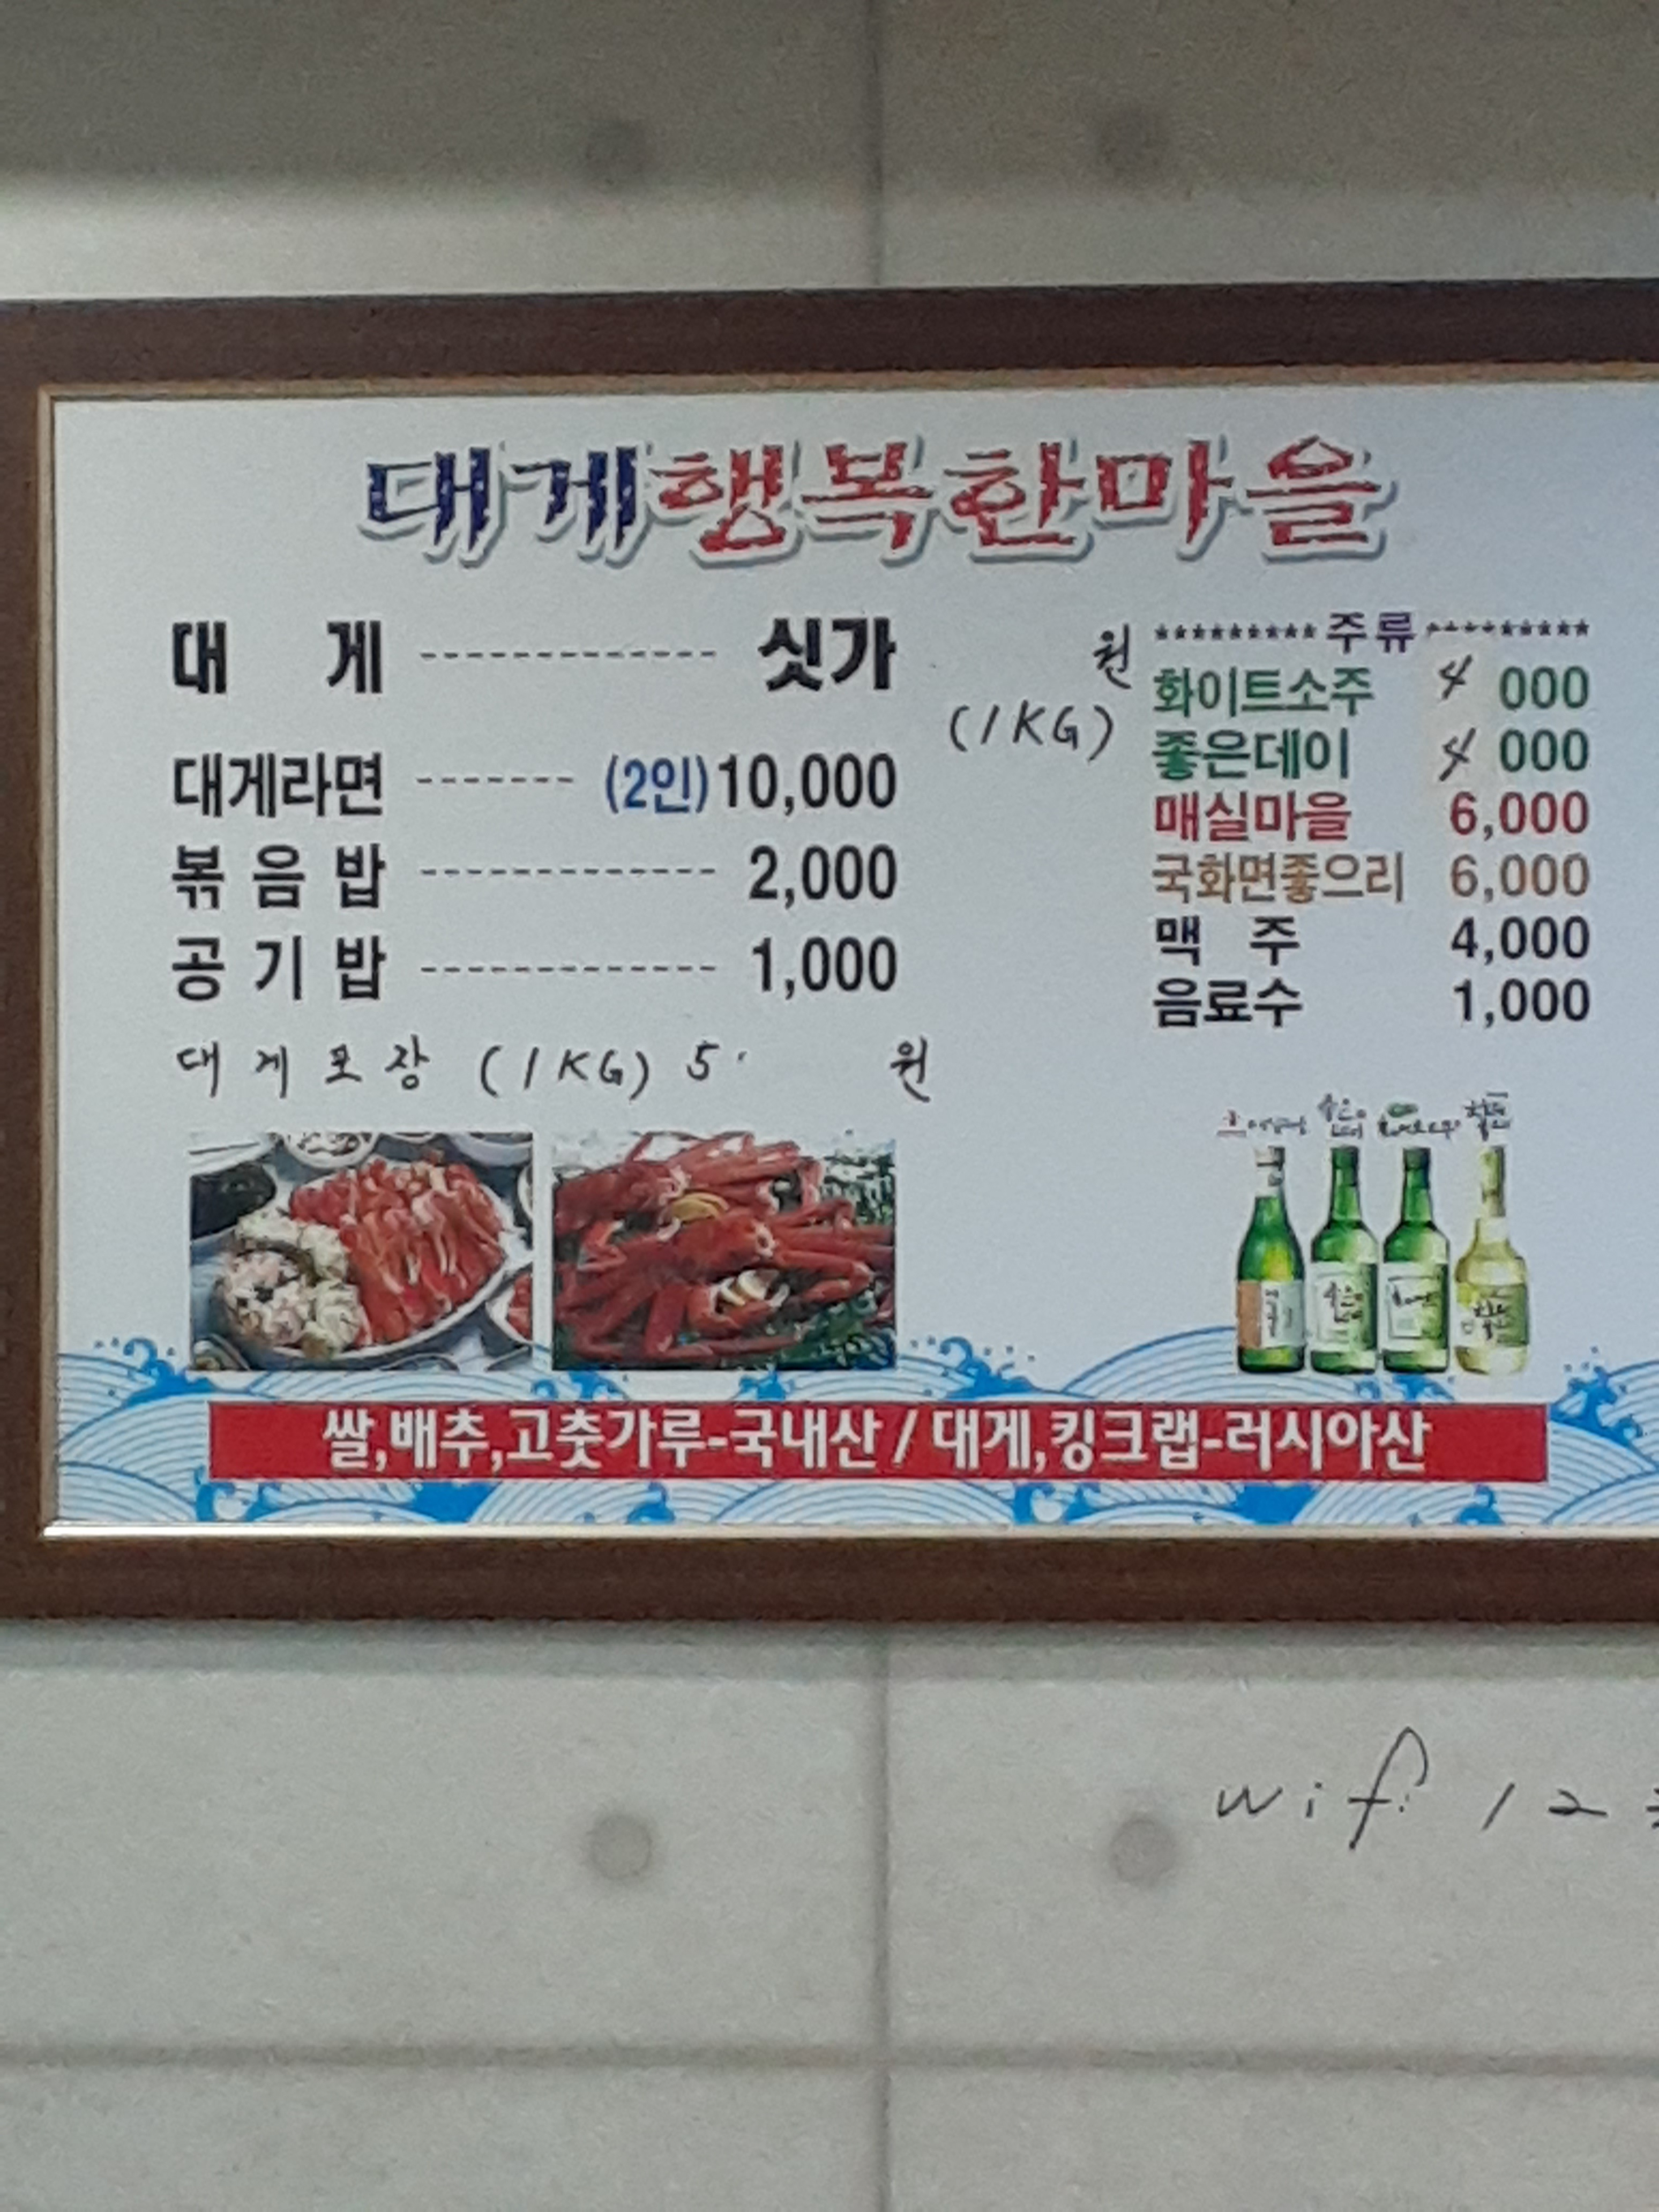 대게행복한마을
대 게 ------------- 싯가 원
(1KG)
대게라면 ------- (2인)10,000
볶음밥 ------------- 2,000
공기밥 ------------- 1,000
대게포장 (1KG) 5 원
********* 주류 *********
화이트소주 4 000
좋은데이 4 000
매실마을 6,000
국화면좋으리 6,000
맥 주 4,000
음료수 1,000
쌀,배추,고춧가루-국내산 / 대게,킹크랩-러시아산
wifi 12